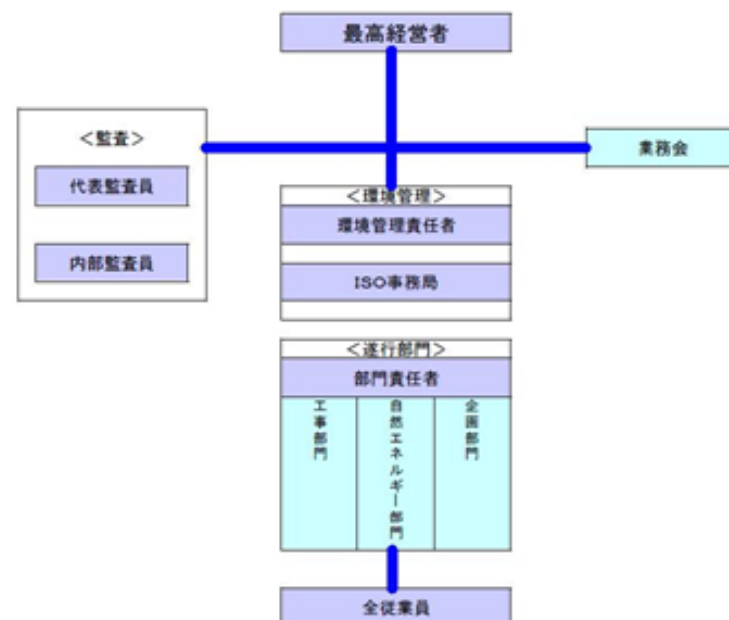 最高経営者
＜監査＞
代表監査員
内部監査員
業務会
＜環境管理＞
環境管理責任者
ISO事務局
＜遂行部門＞
部門責任者
工事部門
自然エネルギー部門
企画部門
全従業員